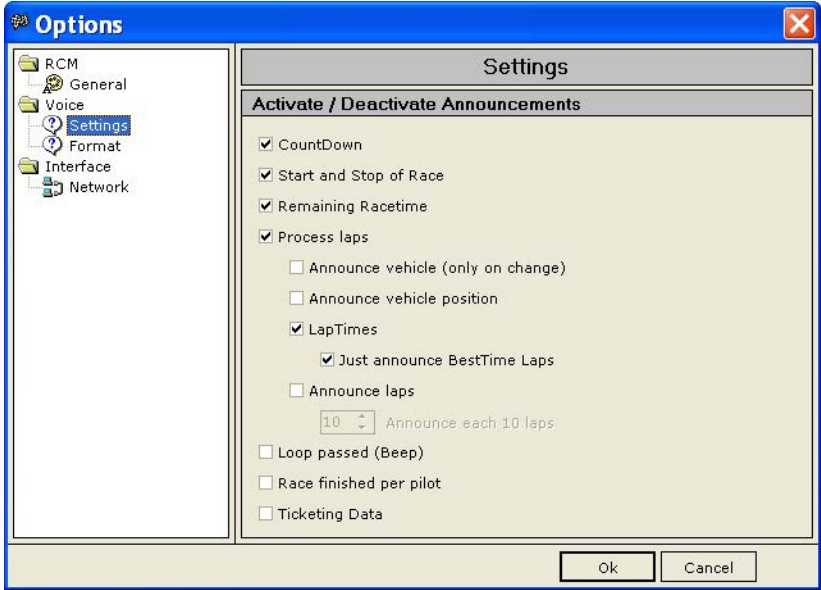 Options
RCM
General
Voice
Settings
Format
Interface
Network
Settings
Activate / Deactivate Announcements
CountDown
Start and Stop of Race
Remaining Racetime
Process laps
Announce vehicle (only on change)
Announce vehicle position
LapTimes
Just announce BestTime Laps
Announce laps
10 Announce each 10 laps
Loop passed (Beep)
Race finished per pilot
Ticketing Data
Ok Cancel